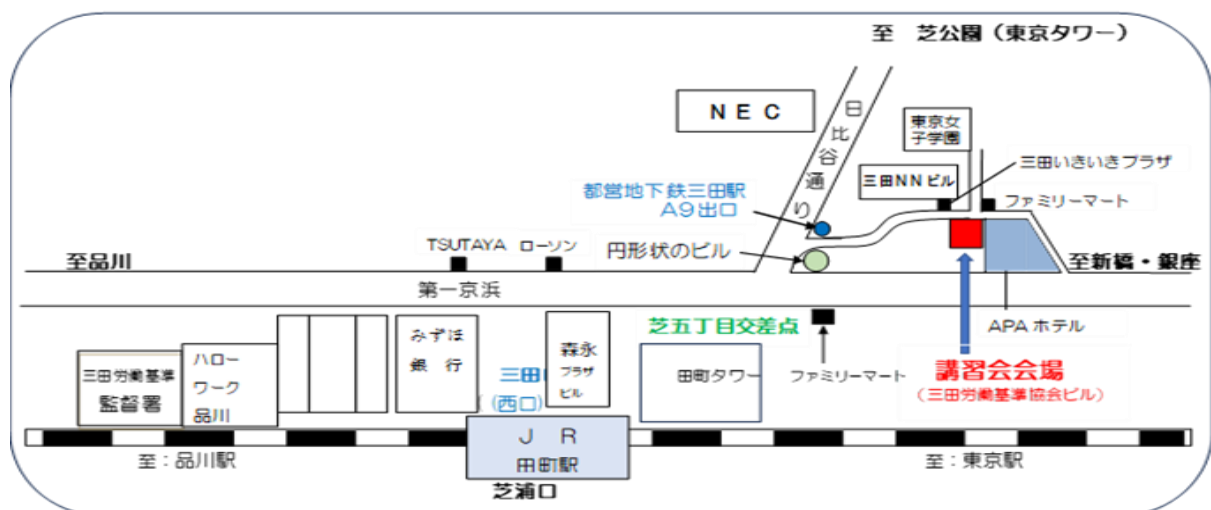 至　芝公園（東京タワー）
NEC
日比谷通り
東京女
子学園
三田いきいきプラザ
三田NNビル
都営地下鉄三田駅
A9出口
ファミリーマート
TSUTAYA ローソン
円形状のビル
至品川
至新橋・銀座
第一京浜
APAホテル
芝五丁目交差点
みずほ
銀　行
森永
プラザ
ビル
ハロー
ワーク
品川
三田労働基準
監督署
三田
(西口)
田町タワー
ファミリーマート
講習会会場
（三田労働基準協会ビル）
ＪＲ
田町駅
至：品川駅
至：東京駅
芝浦口